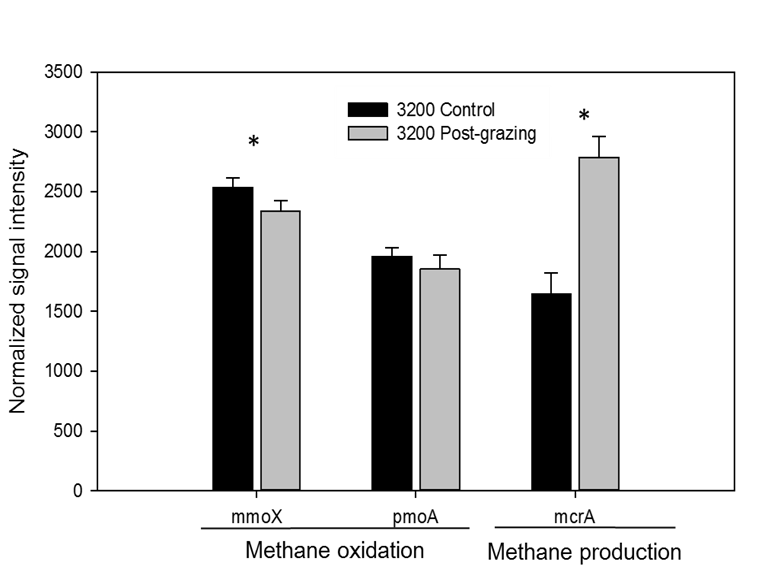 3500
3000
2500
2000
1500
1000
500
0
Normalized signal intensity
3200 Control
3200 Post-grazing
*
*
mmoX
pmoA
mcrA
Methane oxidation
Methane production